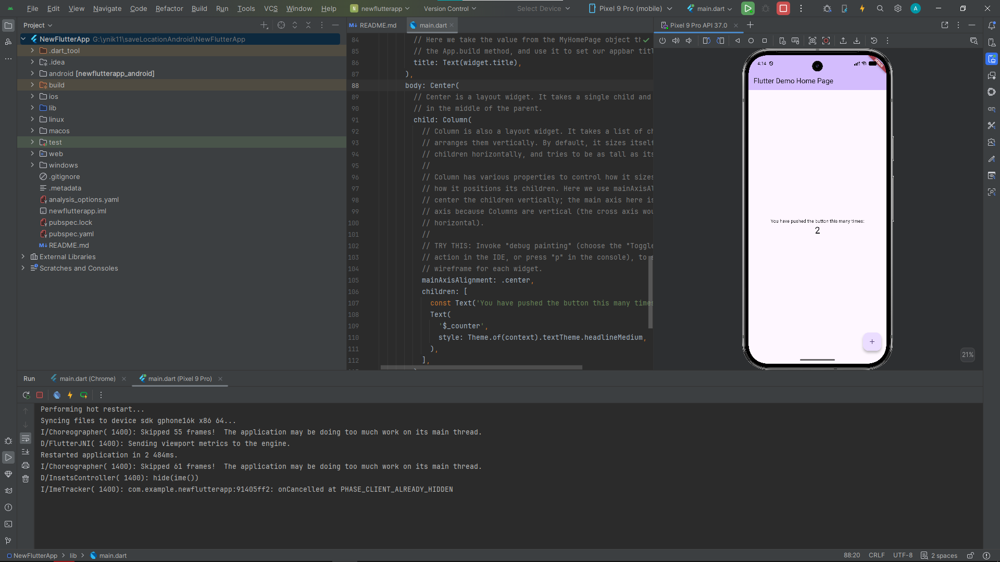 File Edit View Navigate Code Refactor Build Run Tools VCS Window Help N newflutterapp Version Control Select Device Pixel 9 Pro (mobile) main.dart A
Project
NewFlutterApp G:\ynik11\saveLocationAndroid\NewFlutterApp
.dart_tool
.idea
android [newflutterapp_android]
build
ios
lib
linux
macos
test
web
windows
.gitignore
.metadata
analysis_options.yaml
newflutterapp.iml
pubspec.lock
pubspec.yaml
M↓ README.md
External Libraries
Scratches and Consoles
M↓ README.md main.dart
84 // Here we take the value from the MyHomePage object th
85 // the App.build method, and use it to set our appbar titl
86 title: Text(widget.title),
87 ),
88 body: Center(
89 // Center is a layout widget. It takes a single child and
90 // in the middle of the parent.
91 child: Column(
92 // Column is also a layout widget. It takes a list of ch
93 // arranges them vertically. By default, it sizes itself
94 // children horizontally, and tries to be as tall as its
95 //
96 // Column has various properties to control how it sizes
97 // how it positions its children. Here we use mainAxisAl
98 // center the children vertically; the main axis here is
99 // axis because Columns are vertical (the cross axis wou
100 // horizontal).
101 //
102 // TRY THIS: Invoke "debug painting" (choose the "Toggle
103 // action in the IDE, or press "p" in the console), to s
104 // wireframe for each widget.
105 mainAxisAlignment: .center,
106 children: [
107 const Text('You have pushed the button this many times
108 Text(
109 '$_counter',
110 style: Theme.of(context).textTheme.headlineMedium,
111 ),
112 ],
Pixel 9 Pro API 37.0
4:14
DEBUG
Flutter Demo Home Page
You have pushed the button this many times:
2
+
21%
Run main.dart (Chrome) main.dart (Pixel 9 Pro)
Performing hot restart...
Syncing files to device sdk gphone16k x86 64...
I/Choreographer( 1400): Skipped 55 frames!  The application may be doing too much work on its main thread.
D/FlutterJNI( 1400): Sending viewport metrics to the engine.
Restarted application in 2 484ms.
I/Choreographer( 1400): Skipped 61 frames!  The application may be doing too much work on its main thread.
D/InsetsController( 1400): hide(ime())
I/ImeTracker( 1400): com.example.newflutterapp:91405ff2: onCancelled at PHASE_CLIENT_ALREADY_HIDDEN
NewFlutterApp lib main.dart 88:20 CRLF UTF-8 2 spaces